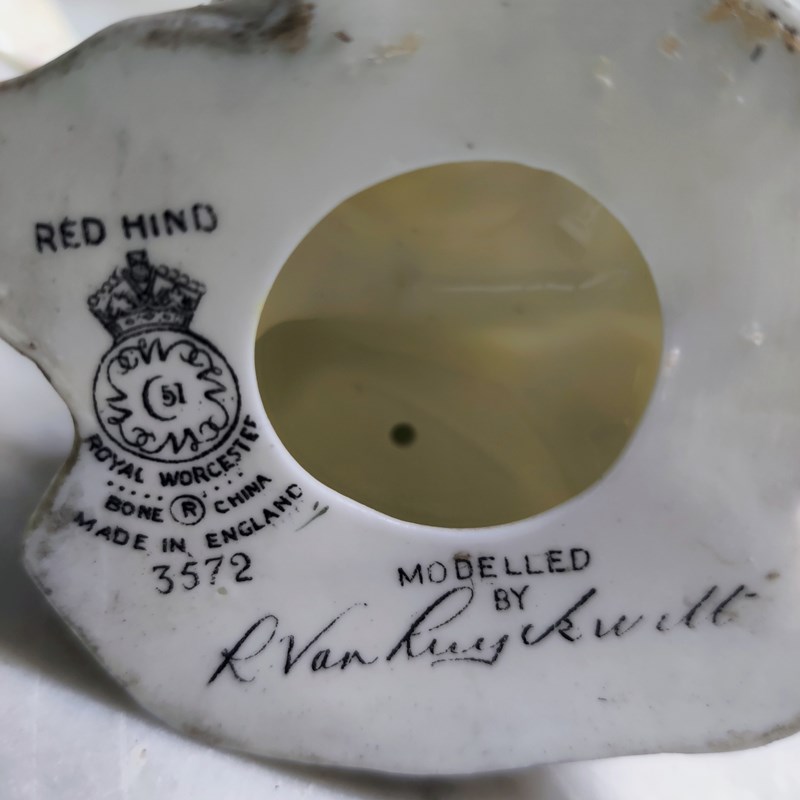 RED HIND
51
ROYAL WORCESTER
BONE ® CHINA
MADE IN ENGLAND
3572
MODELLED
BY
R Van Ruyckevelt